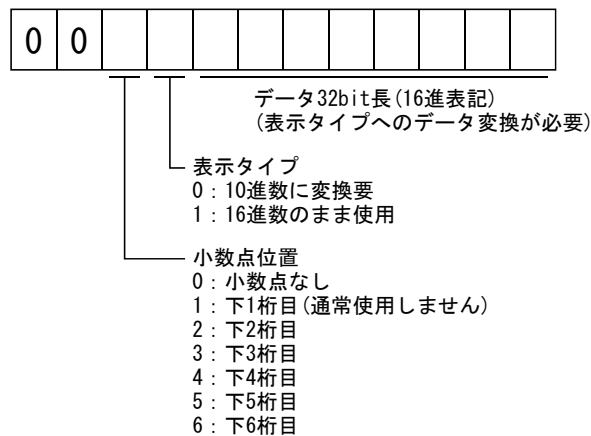 0 0
データ32bit長(16進表記)
(表示タイプへのデータ変換が必要)
表示タイプ
0:10進数に変換要
1:16進数のまま使用
小数点位置
0:小数点なし
1:下1桁目(通常使用しません)
2:下2桁目
3:下3桁目
4:下4桁目
5:下5桁目
6:下6桁目